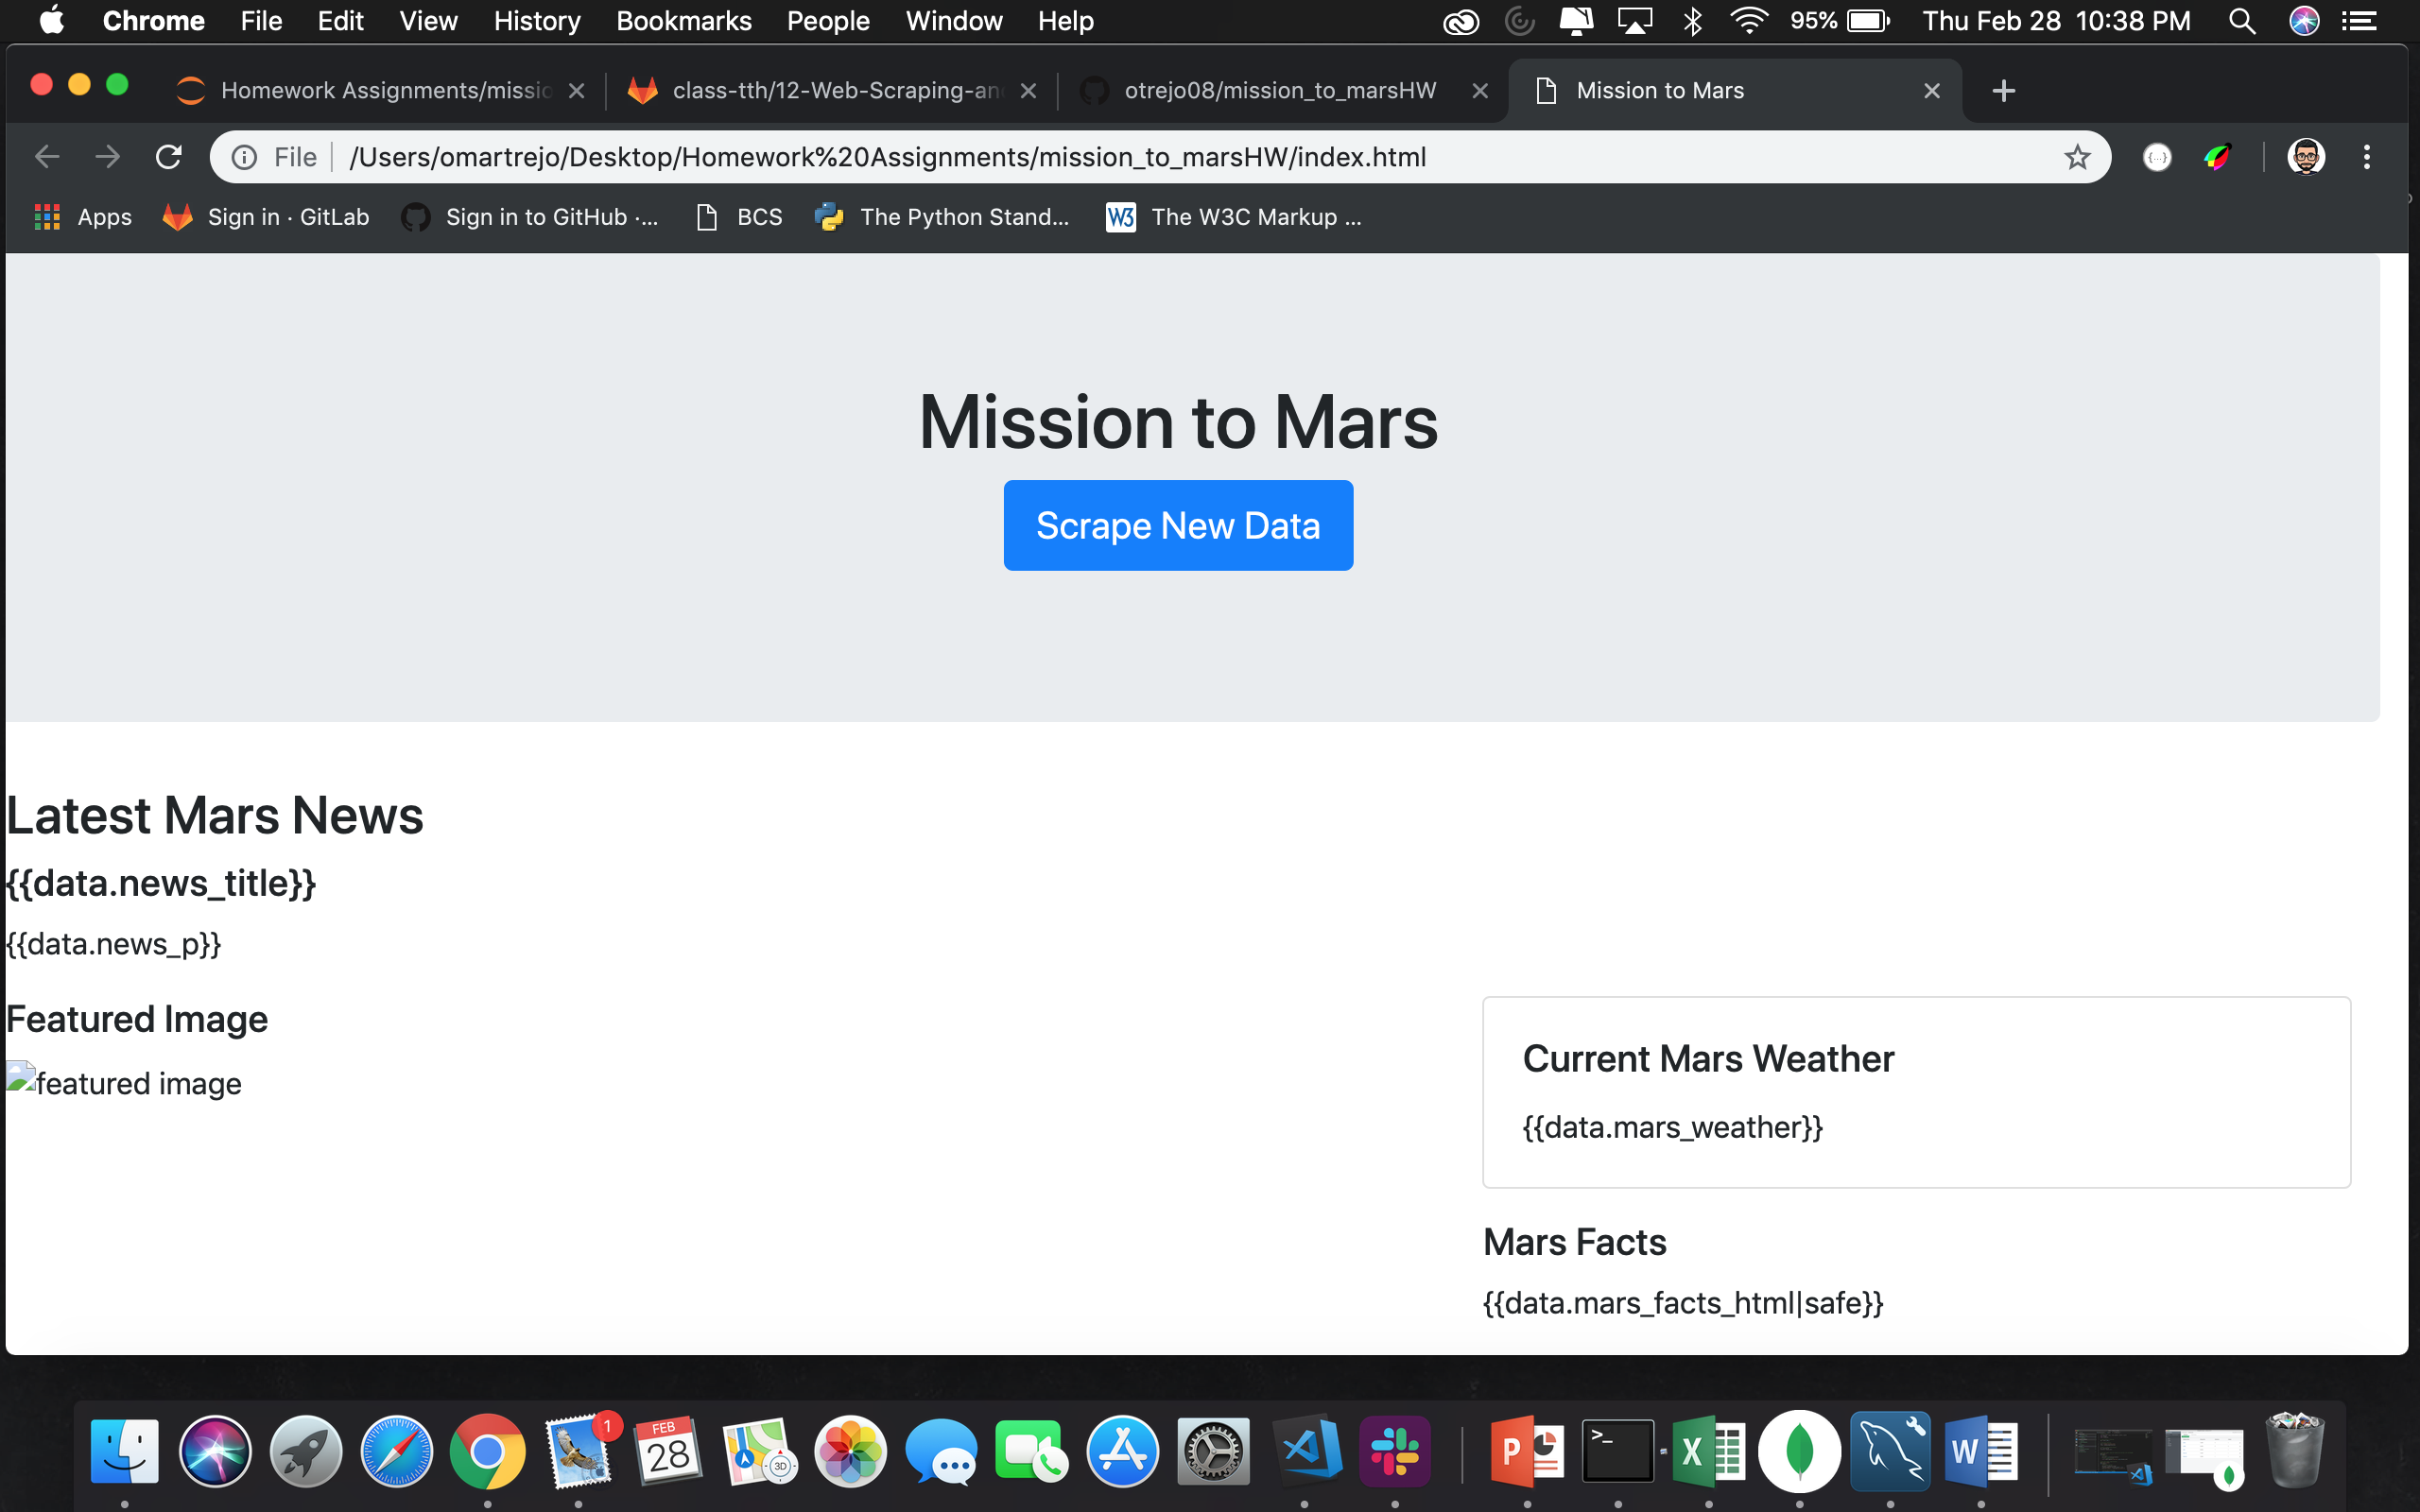 Chrome File Edit View History Bookmarks People Window Help 95% Thu Feb 28 10:38 PM
Homework Assignments/missio class-tth/12-Web-Scraping-an otrejo08/mission_to_marsHW Mission to Mars
File /Users/omartrejo/Desktop/Homework%20Assignments/mission_to_marsHW/index.html {...}
Apps Sign in · GitLab Sign in to GitHub ·... BCS The Python Stand... W3 The W3C Markup ...
Mission to Mars
Scrape New Data
Latest Mars News
{{data.news_title}}
{{data.news_p}}
Featured Image
featured image
Current Mars Weather
{{data.mars_weather}}
Mars Facts
{{data.mars_facts_html|safe}}
1 FEB 28 3D P >_ X W